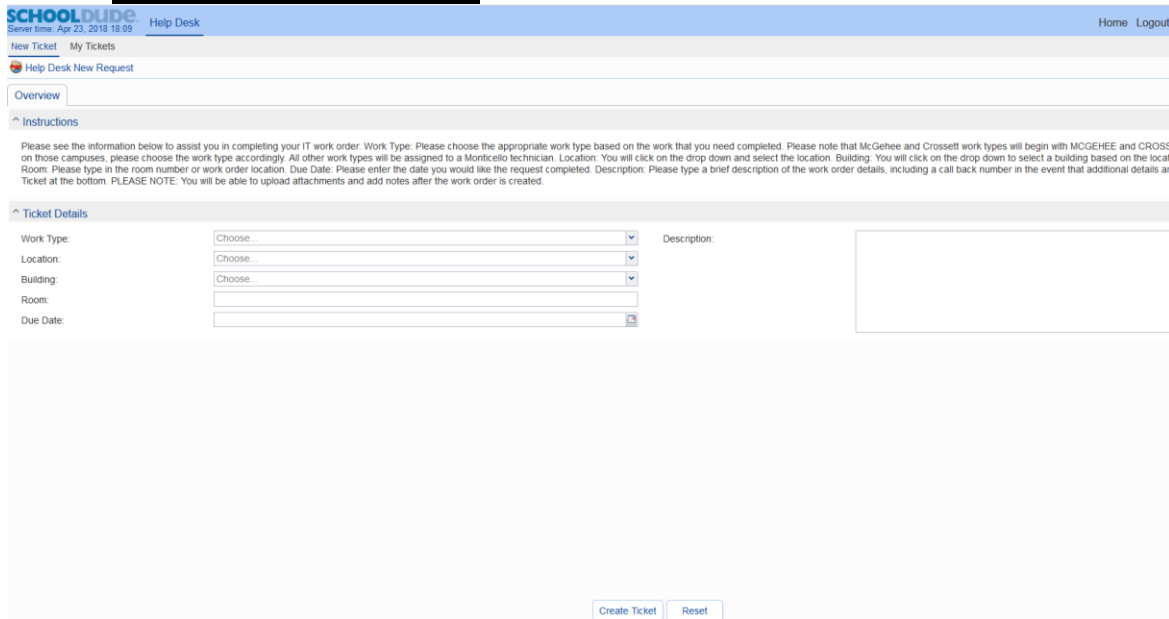 SCHOOLDUDE.
Server time: Apr 23, 2018 18:09
Help Desk
Home Logout
New Ticket My Tickets
Help Desk New Request
Overview
^ Instructions
Please see the information below to assist you in completing your IT work order. Work Type: Please choose the appropriate work type based on the work that you need completed. Please note that McGehee and Crossett work types will begin with MCGEHEE and CROSS
on those campuses, please choose the work type accordingly. All other work types will be assigned to a Monticello technician. Location: You will click on the drop down and select the location. Building: You will click on the drop down to select a building based on the locat
Room: Please type in the room number or work order location. Due Date: Please enter the date you would like the request completed. Description: Please type a brief description of the work order details, including a call back number in the event that additional details ar
Ticket at the bottom. PLEASE NOTE: You will be able to upload attachments and add notes after the work order is created.
^ Ticket Details
Work Type: Choose...
Location: Choose...
Building: Choose...
Room:
Due Date:
Description:
Create Ticket Reset